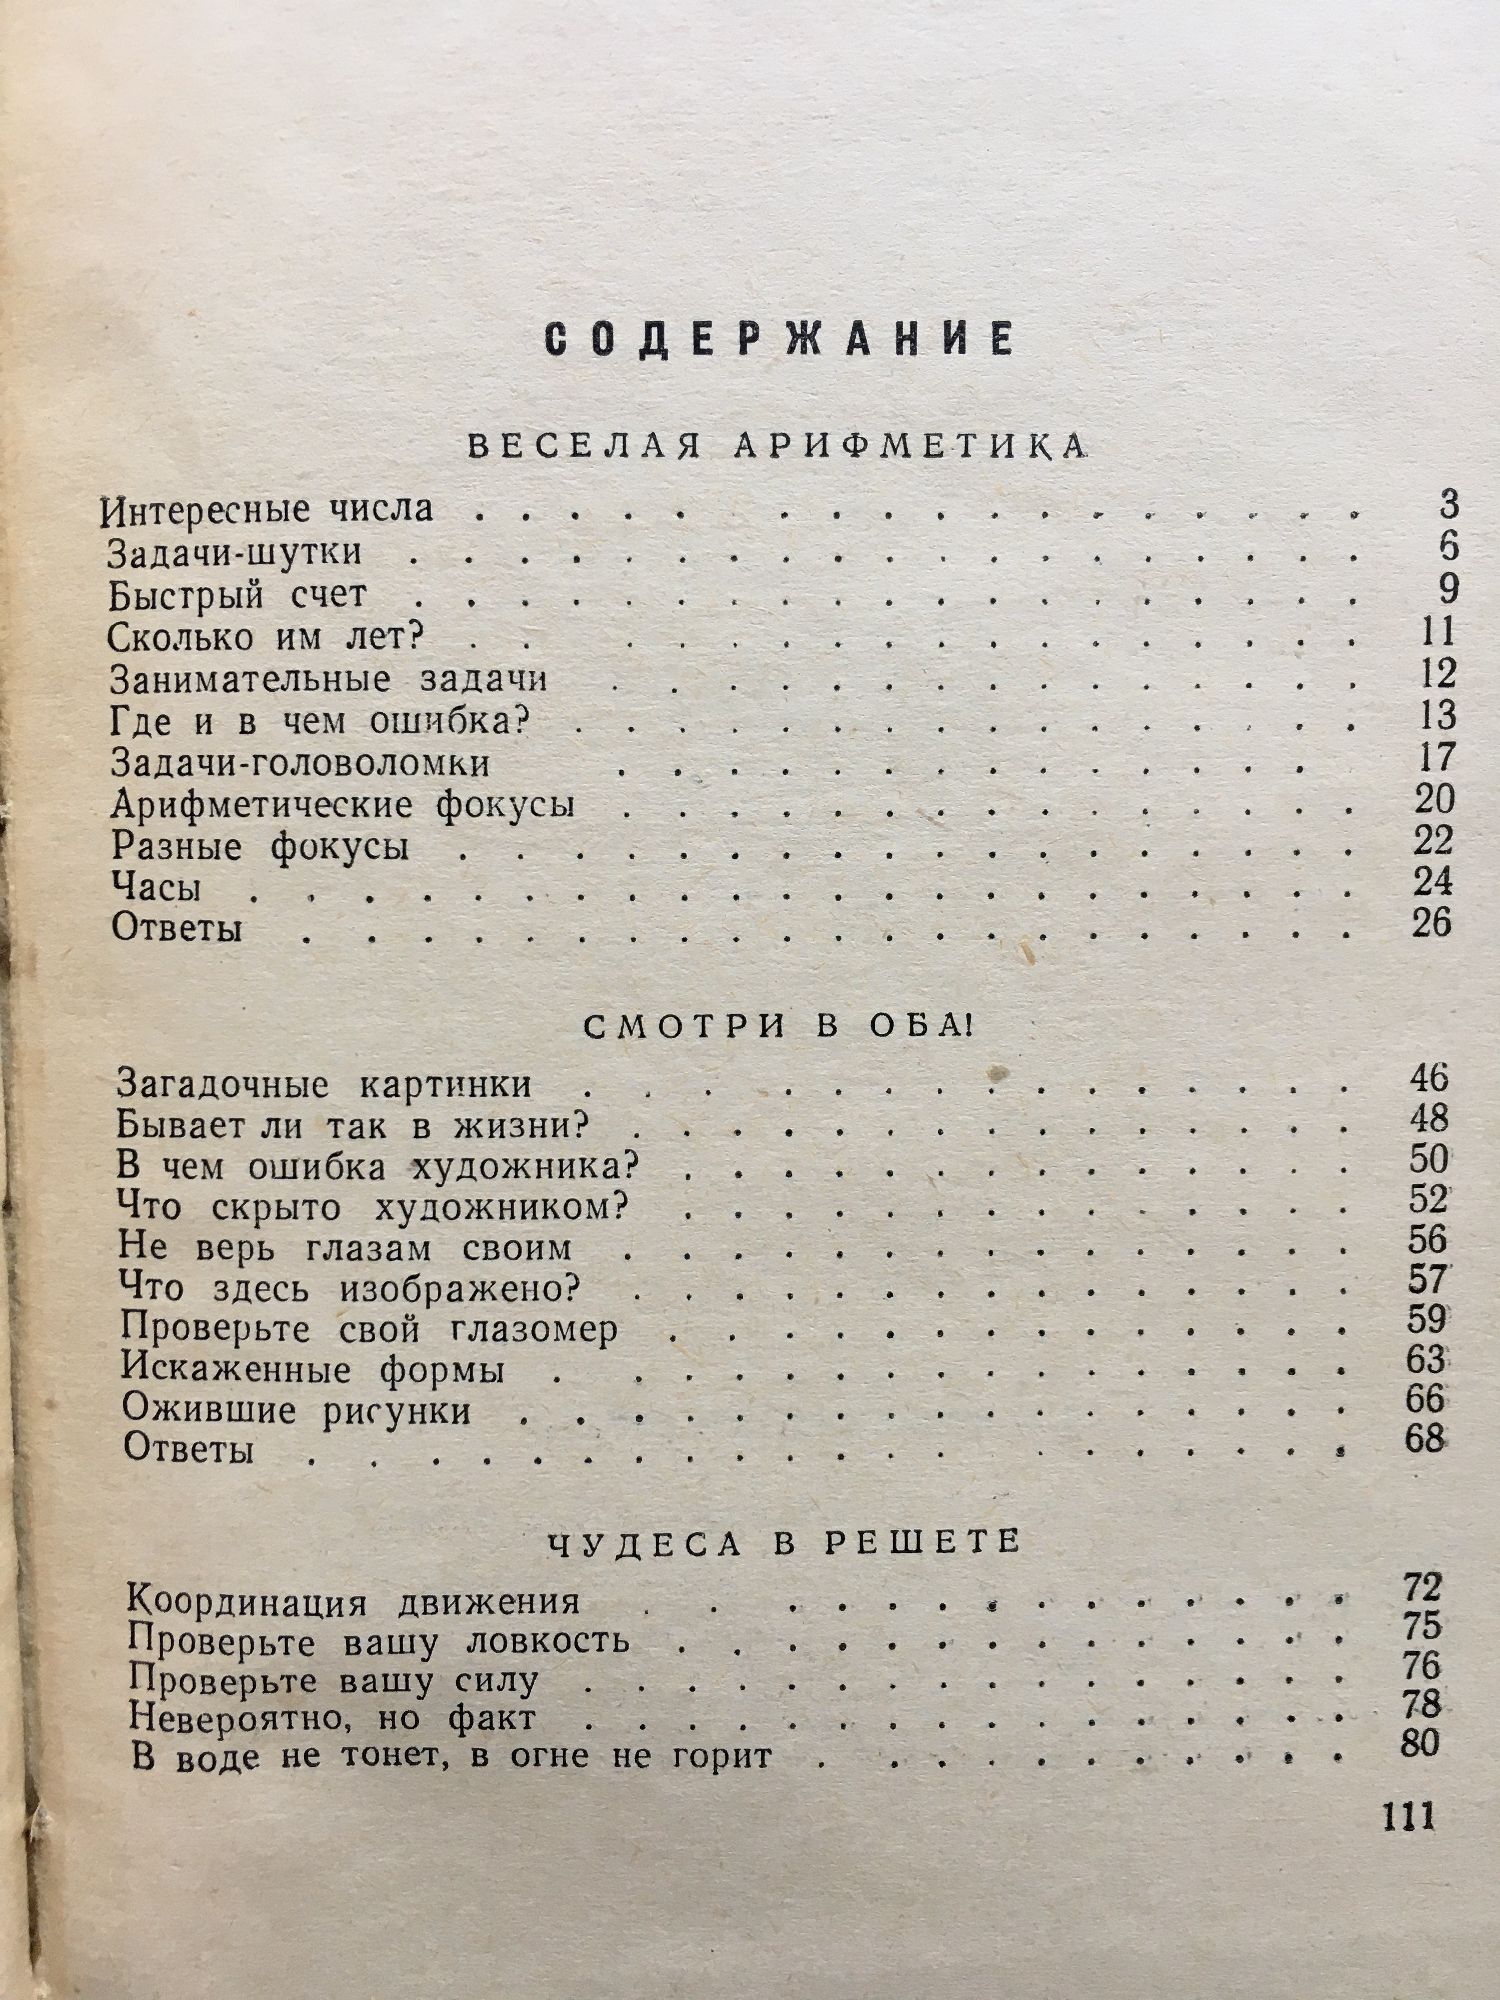 СОДЕРЖАНИЕ
ВЕСЕЛАЯ АРИФМЕТИКА
Интересные числа . . . . . . . . . . . . . . . . . 3
Задачи-шутки . . . . . . . . . . . . . . . . . . . 6
Быстрый счет . . . . . . . . . . . . . . . . . . . 9
Сколько им лет? . . . . . . . . . . . . . . . . . 11
Занимательные задачи . . . . . . . . . . . . . . 12
Где и в чем ошибка? . . . . . . . . . . . . . . . 13
Задачи-головоломки . . . . . . . . . . . . . . 17
Арифметические фокусы . . . . . . . . . . . . . . . 20
Разные фокусы . . . . . . . . . . . . . . . . . . 22
Часы . . . . . . . . . . . . . . . . . . . . . . 24
Ответы . . . . . . . . . . . . . . . . . . . . . 26
СМОТРИ В ОБА!
Загадочные картинки . . . . . . . . . . . . . . . 46
Бывает ли так в жизни? . . . . . . . . . . . . . . . 48
В чем ошибка художника? . . . . . . . . . . . . . . 50
Что скрыто художником? . . . . . . . . . . . . . . 52
Не верь глазам своим . . . . . . . . . . . . . . . 56
Что здесь изображено? . . . . . . . . . . . . . . . 57
Проверьте свой глазомер . . . . . . . . . . . . . . 59
Искаженные формы . . . . . . . . . . . . . . . . 63
Ожившие рисунки . . . . . . . . . . . . . . . . . 66
Ответы . . . . . . . . . . . . . . . . . . . . 68
ЧУДЕСА В РЕШЕТЕ
Координация движения . . . . . . . . . . . . . . 72
Проверьте вашу ловкость . . . . . . . . . . . . . . 75
Проверьте вашу силу . . . . . . . . . . . . . . . . 76
Невероятно, но факт . . . . . . . . . . . . . . . . 78
В воде не тонет, в огне не горит . . . . . . . . . . . 80
111